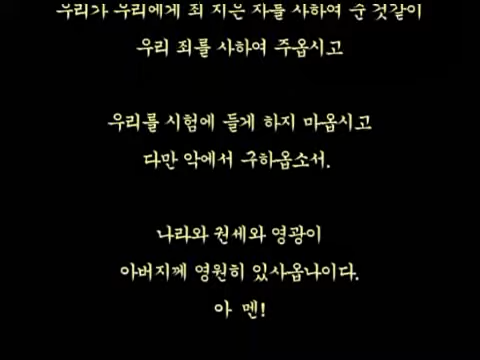 우리가 우리에게 죄 지은 자를 사하여 준 것같이
우리 죄를 사하여 주옵시고
우리를 시험에 들게 하지 마옵시고
다만 악에서 구하옵소서.
나라와 권세와 영광이
아버지께 영원히 있사옵나이다.
아 멘!